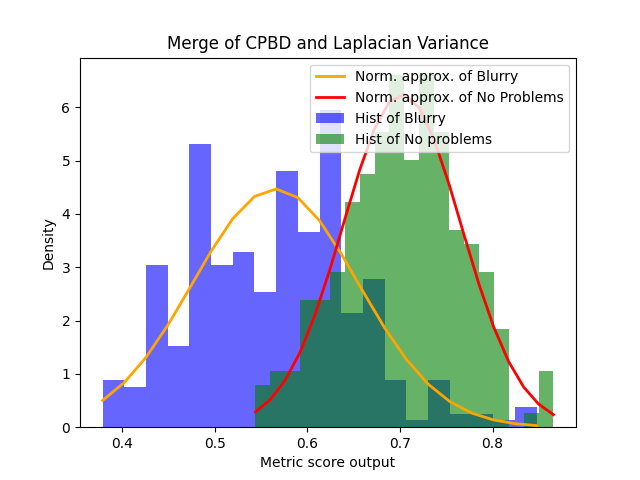 Merge of CPBD and Laplacian Variance
Norm. approx. of Blurry
Norm. approx. of No Problems
Hist of Blurry
Hist of No problems
Density
6
5
4
3
2
1
0
0.4 0.5 0.6 0.7 0.8
Metric score output